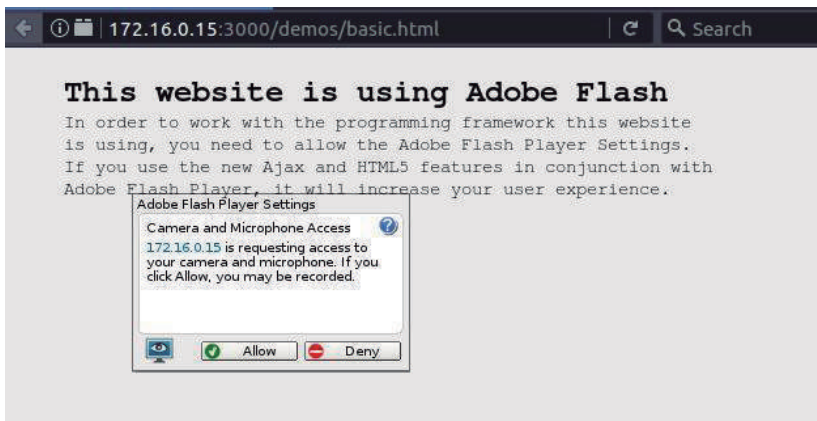 172.16.0.15:3000/demos/basic.html
Search
This website is using Adobe Flash
In order to work with the programming framework this website
is using, you need to allow the Adobe Flash Player Settings.
If you use the new Ajax and HTML5 features in conjunction with
Adobe Flash Player, it will increase your user experience.
Adobe Flash Player Settings
Camera and Microphone Access
172.16.0.15 is requesting access to
your camera and microphone. If you
click Allow, you may be recorded.
Allow
Deny